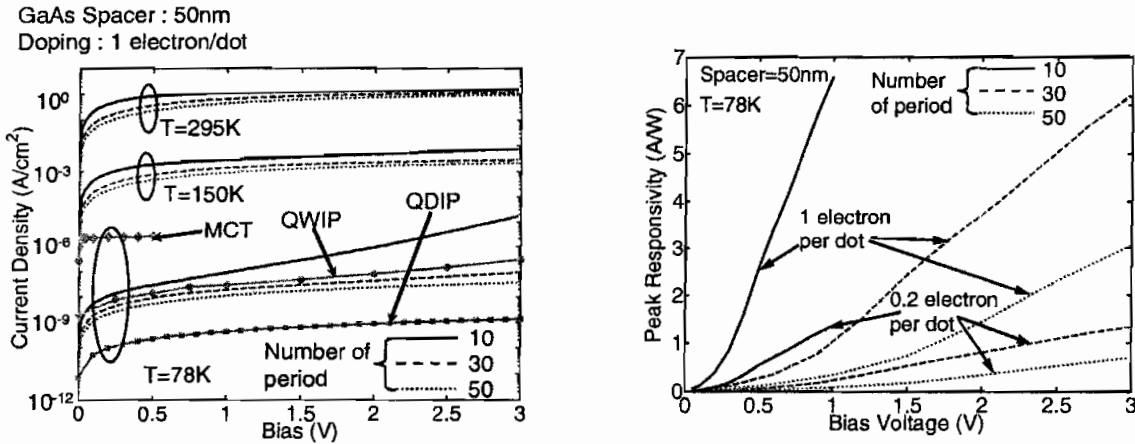 GaAs Spacer : 50nm
Doping : 1 electron/dot
Current Density (A/cm²)
10⁰
10⁻³
10⁻⁶
10⁻⁹
10⁻¹²
T=295K
T=150K
MCT
QWIP
QDIP
T=78K
Number of
period
10
30
50
0
0.5
1
1.5
2
2.5
3
Bias (V)
Peak Responsivity (A/W)
7
6
5
4
3
2
1
0
Spacer=50nm
T=78K
Number
of period
10
30
50
1 electron
per dot
0.2 electron
per dot
0
0.5
1
1.5
2
2.5
3
Bias Voltage (V)